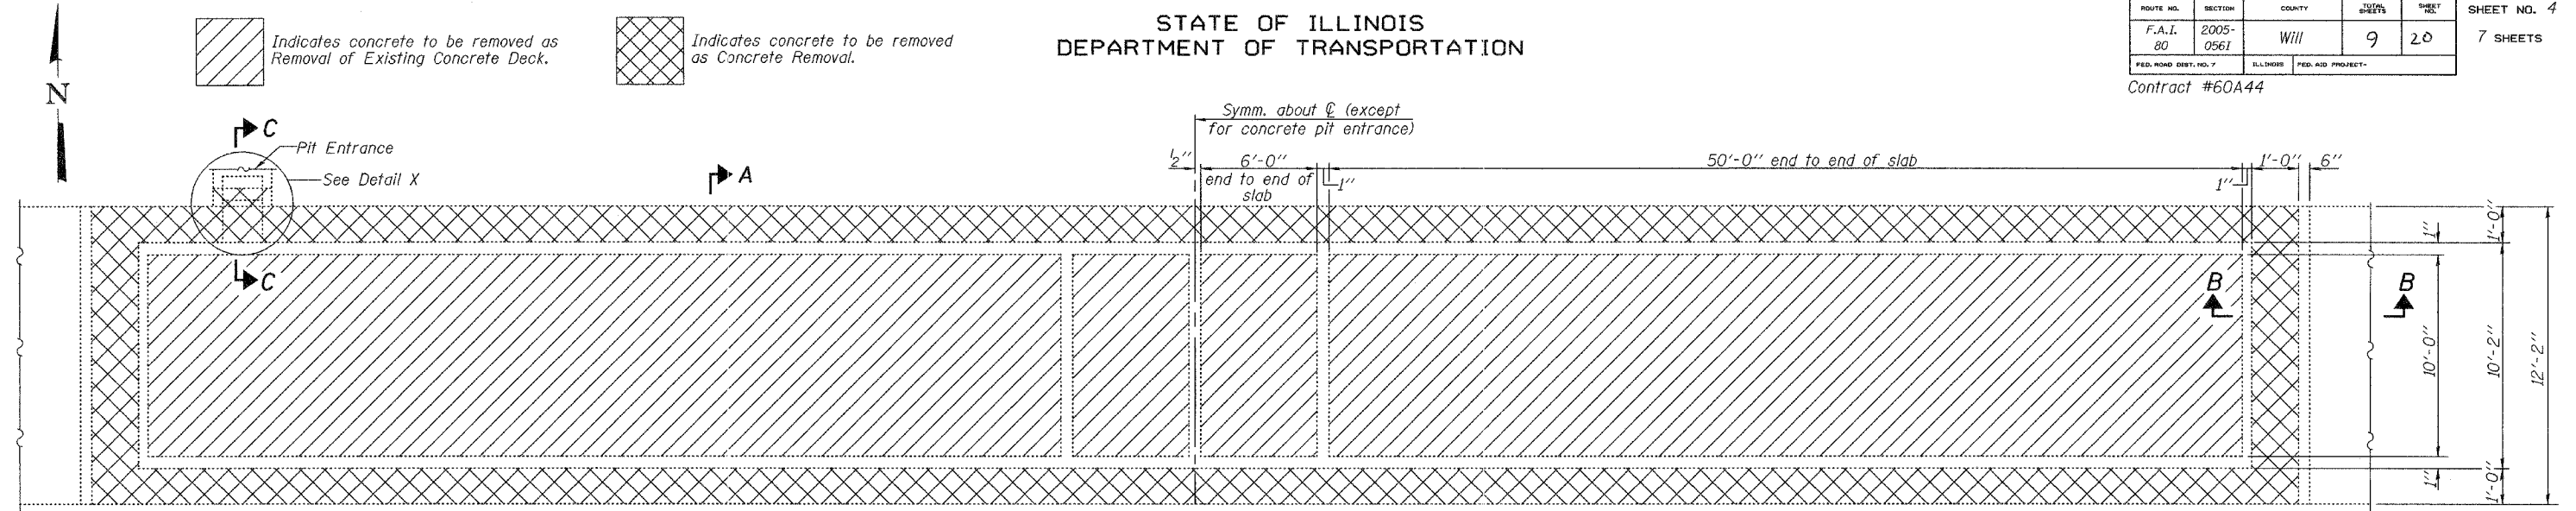 STATE OF ILLINOIS
DEPARTMENT OF TRANSPORTATION
Indicates concrete to be removed as
Removal of Existing Concrete Deck.
Indicates concrete to be removed
as Concrete Removal.
ROUTE NO. SECTION COUNTY TOTAL SHEETS SHEET NO.
F.A.I. 80 2005-056I Will 9 20
FED. ROAD DIST. NO. 7 ILLINOIS FED. AID PROJECT-
SHEET NO. 4
7 SHEETS
Contract #60A44
N
C
Pit Entrance
See Detail X
C
A
Symm. about ℄ (except
for concrete pit entrance)
1/2"
6'-0"
end to end of
slab
1"
50'-0" end to end of slab
1"
1'-0"
6"
B
B
1"
10'-0"
1"
1'-0"
10'-2"
1'-0"
12'-2"